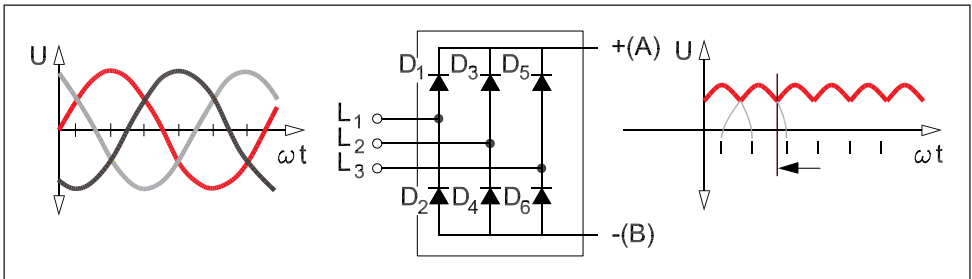 U
ωt
D1 D3 D5
L1
L2
L3
D2 D4 D6
+(A)
-(B)
U
ωt